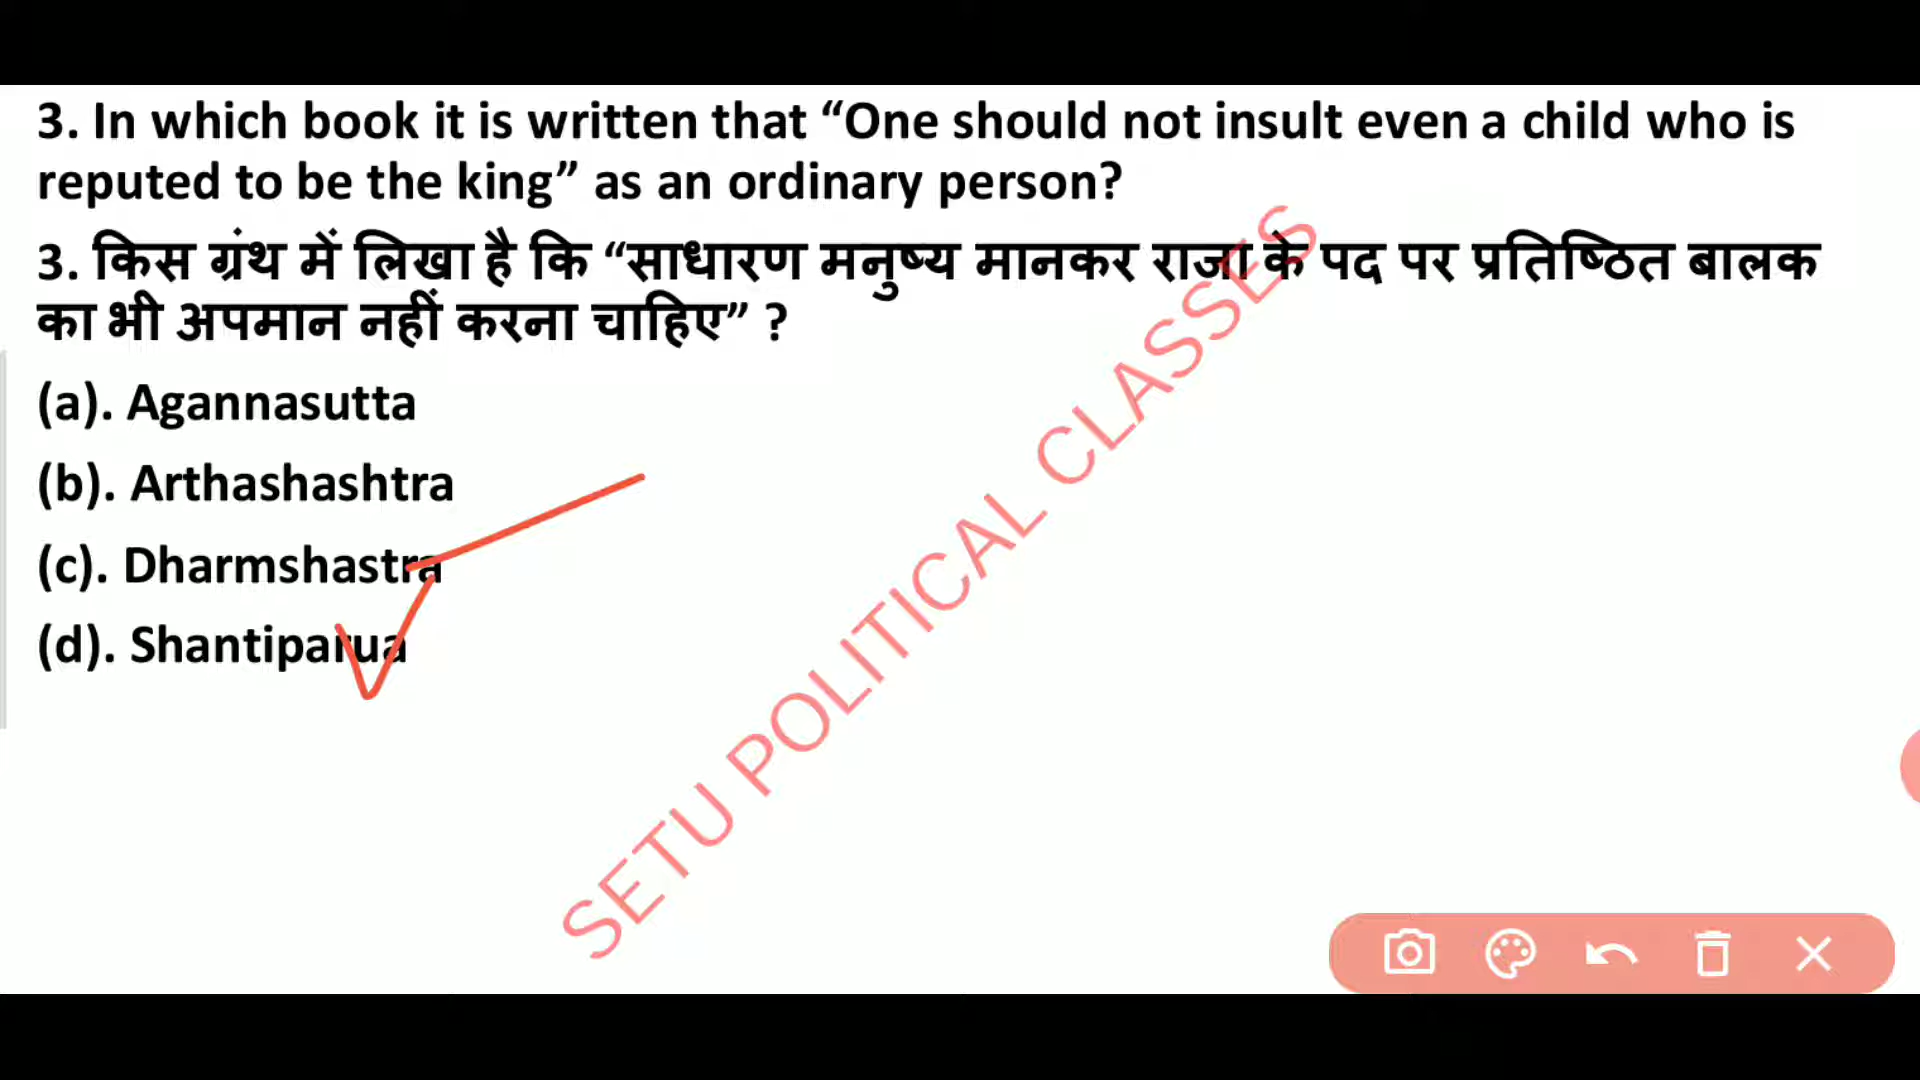 3. In which book it is written that “One should not insult even a child who is
reputed to be the king” as an ordinary person?
3. किस ग्रंथ में लिखा है कि “साधारण मनुष्य मानकर राजा के पद पर प्रतिष्ठित बालक
का भी अपमान नहीं करना चाहिए” ?
(a). Agannasutta
(b). Arthashashtra
(c). Dharmshastra
(d). Shantiparua
SETU POLITICAL CLASSES